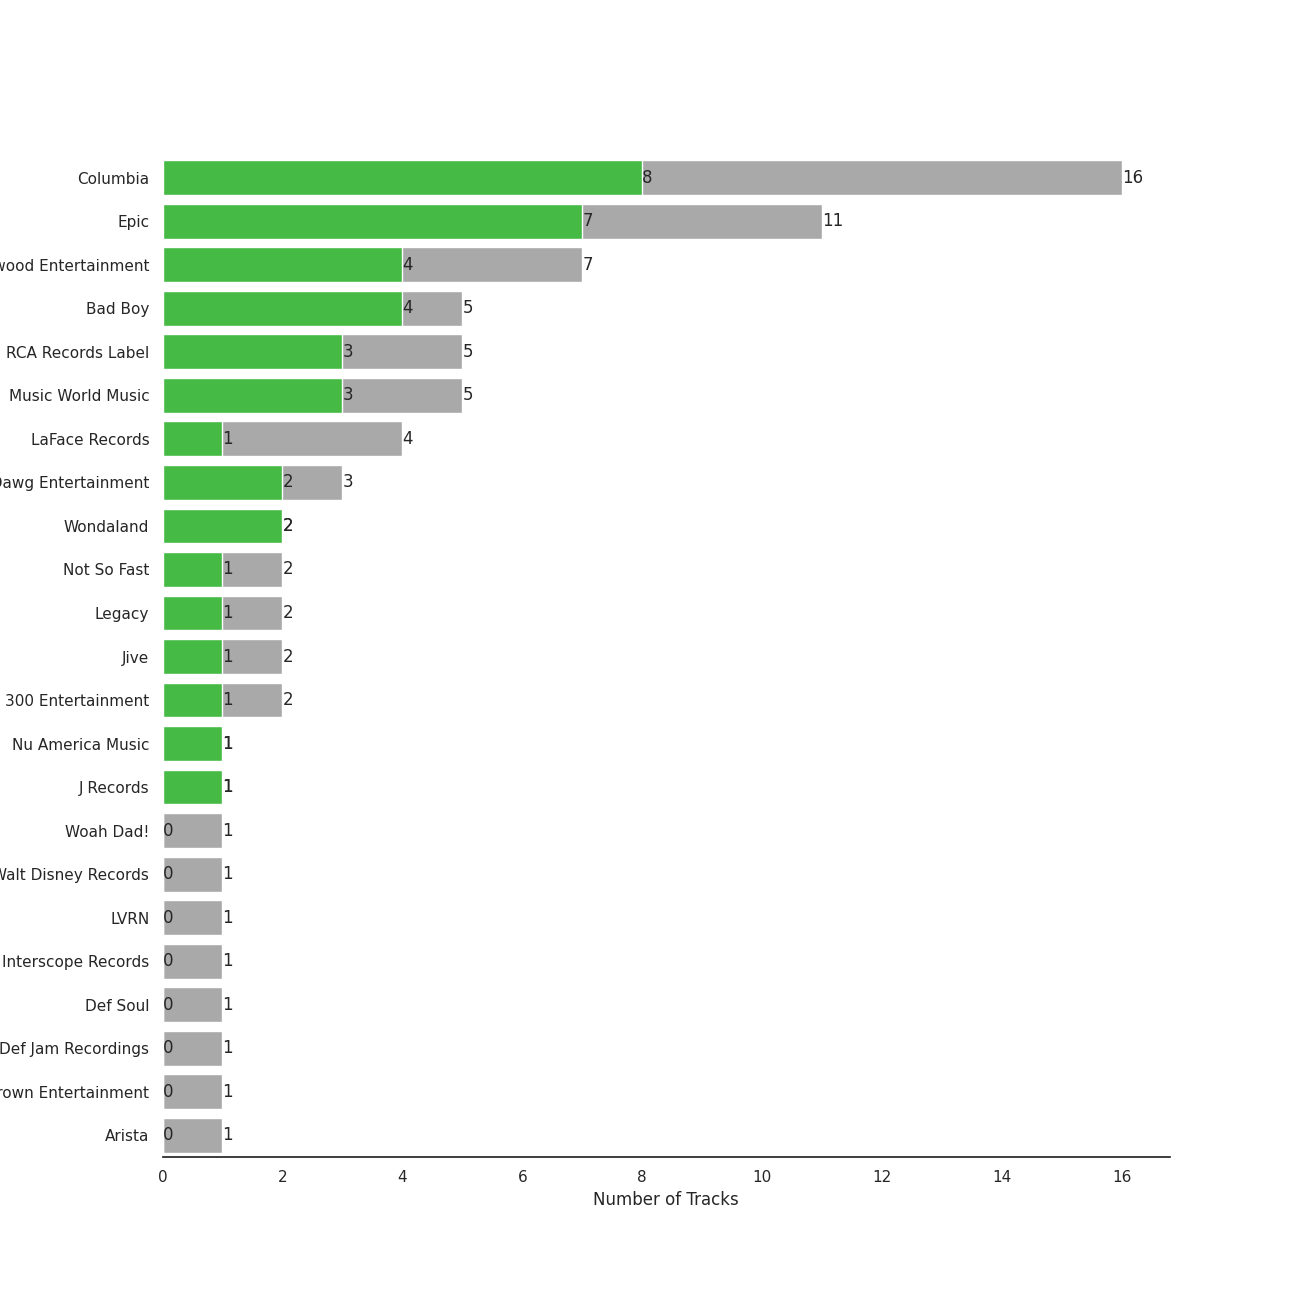 Columbia 8 16
Epic 7 11
Entertainment 4 7
Bad Boy 4 5
RCA Records Label 3 5
Music World Music 3 5
LaFace Records 1 4
Entertainment 2 3
Wondaland 2 2
Not So Fast 1 2
Legacy 1 2
Jive 1 2
300 Entertainment 1 2
Nu America Music 1 1
J Records 1 1
Woah Dad! 0 1
Walt Disney Records 0 1
LVRN 0 1
Interscope Records 0 1
Def Soul 0 1
Def Jam Recordings 0 1
Entertainment 0 1
Arista 0 1
0 2 4 6 8 10 12 14 16
Number of Tracks